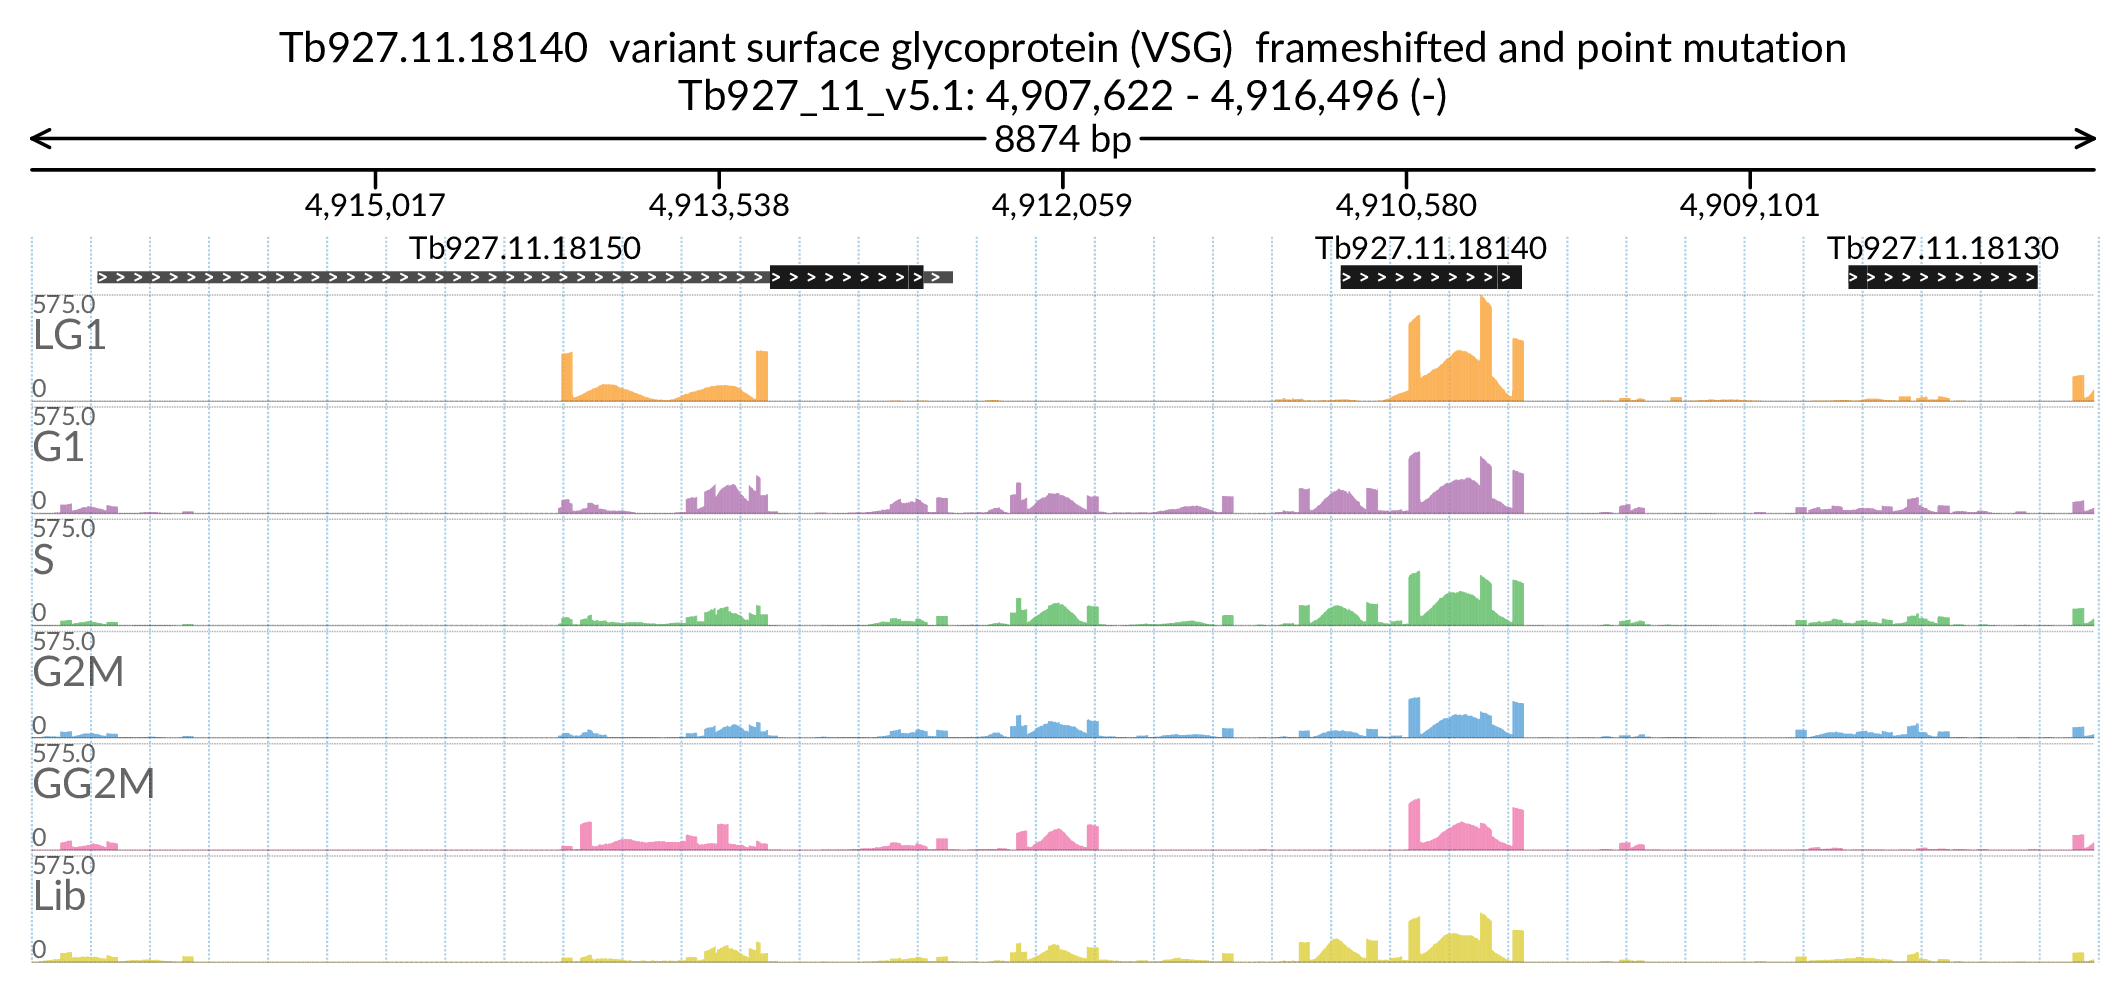 Tb927.11.18140 variant surface glycoprotein (VSG) frameshifted and point mutation
Tb927_11_v5.1: 4,907,622 - 4,916,496 (-)
8874 bp
4,915,017 4,913,538 4,912,059 4,910,580 4,909,101
Tb927.11.18150 Tb927.11.18140 Tb927.11.18130
575.0
LG1
0
575.0
G1
0
575.0
S
0
575.0
G2M
0
575.0
GG2M
0
575.0
Lib
0